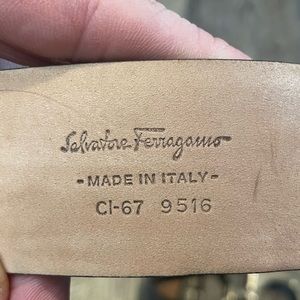 Salvatore Ferragamo
- MADE IN ITALY -
CI-67 9516